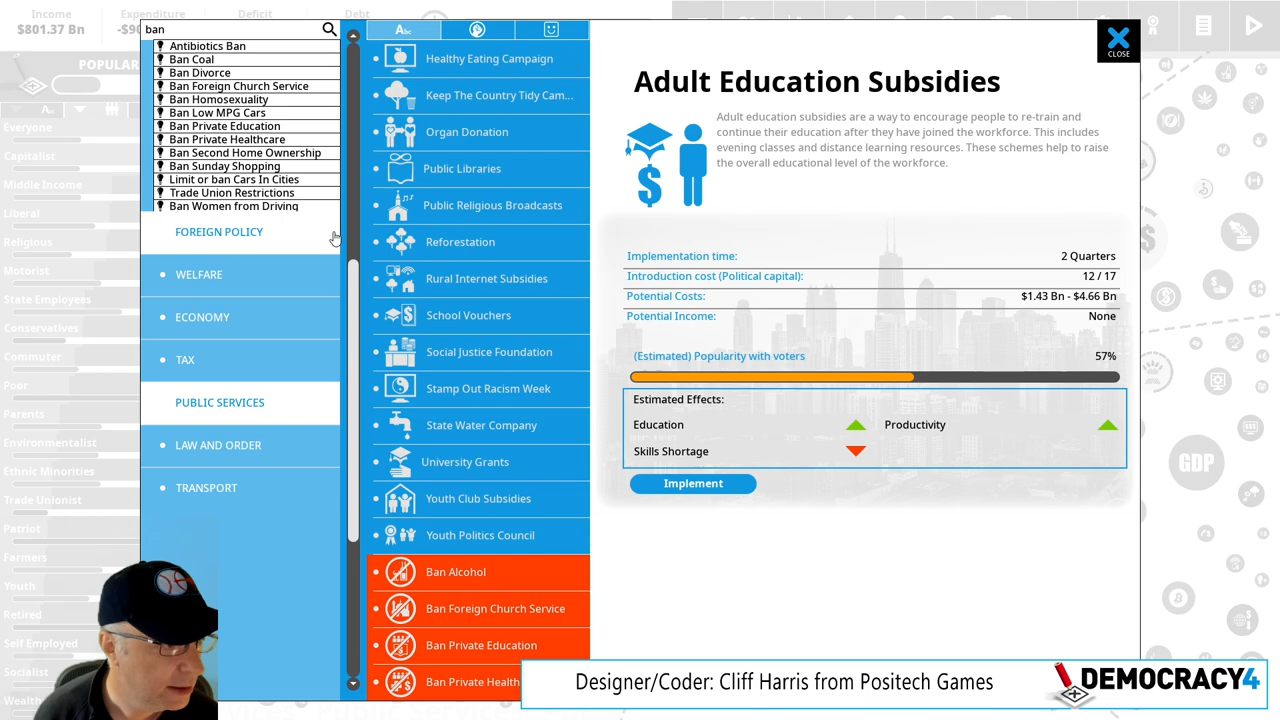 Income
Expenditure
Deficit
Debt
$801.37 Bn
-$90
POPULAR
Everyone
Capitalist
Middle Income
Liberal
Religious
Motorist
State Employees
Conservatives
Commuter
Poor
Parents
Environmentalist
Ethnic Minorities
Trade Unionist
Patriot
Farmers
Youth
Retired
Self Employed
Socialist
Wealth
ban
Antibiotics Ban
Ban Coal
Ban Divorce
Ban Foreign Church Service
Ban Homosexuality
Ban Low MPG Cars
Ban Private Education
Ban Private Healthcare
Ban Second Home Ownership
Ban Sunday Shopping
Limit or ban Cars In Cities
Trade Union Restrictions
Ban Women from Driving
FOREIGN POLICY
WELFARE
ECONOMY
TAX
PUBLIC SERVICES
LAW AND ORDER
TRANSPORT
Abc
Healthy Eating Campaign
Keep The Country Tidy Cam...
Organ Donation
Public Libraries
Public Religious Broadcasts
Reforestation
Rural Internet Subsidies
School Vouchers
Social Justice Foundation
Stamp Out Racism Week
State Water Company
University Grants
Youth Club Subsidies
Youth Politics Council
Ban Alcohol
Ban Foreign Church Service
Ban Private Education
Ban Private Health
CLOSE
Adult Education Subsidies
Adult education subsidies are a way to encourage people to re-train and
continue their education after they have joined the workforce. This includes
evening classes and distance learning resources. These schemes help to raise
the overall educational level of the workforce.
Implementation time: 2 Quarters
Introduction cost (Political capital): 12 / 17
Potential Costs: $1.43 Bn - $4.66 Bn
Potential Income: None
(Estimated) Popularity with voters 57%
Estimated Effects:
Education Productivity
Skills Shortage
Implement
GDP
Designer/Coder: Cliff Harris from Positech Games
DEMOCRACY4